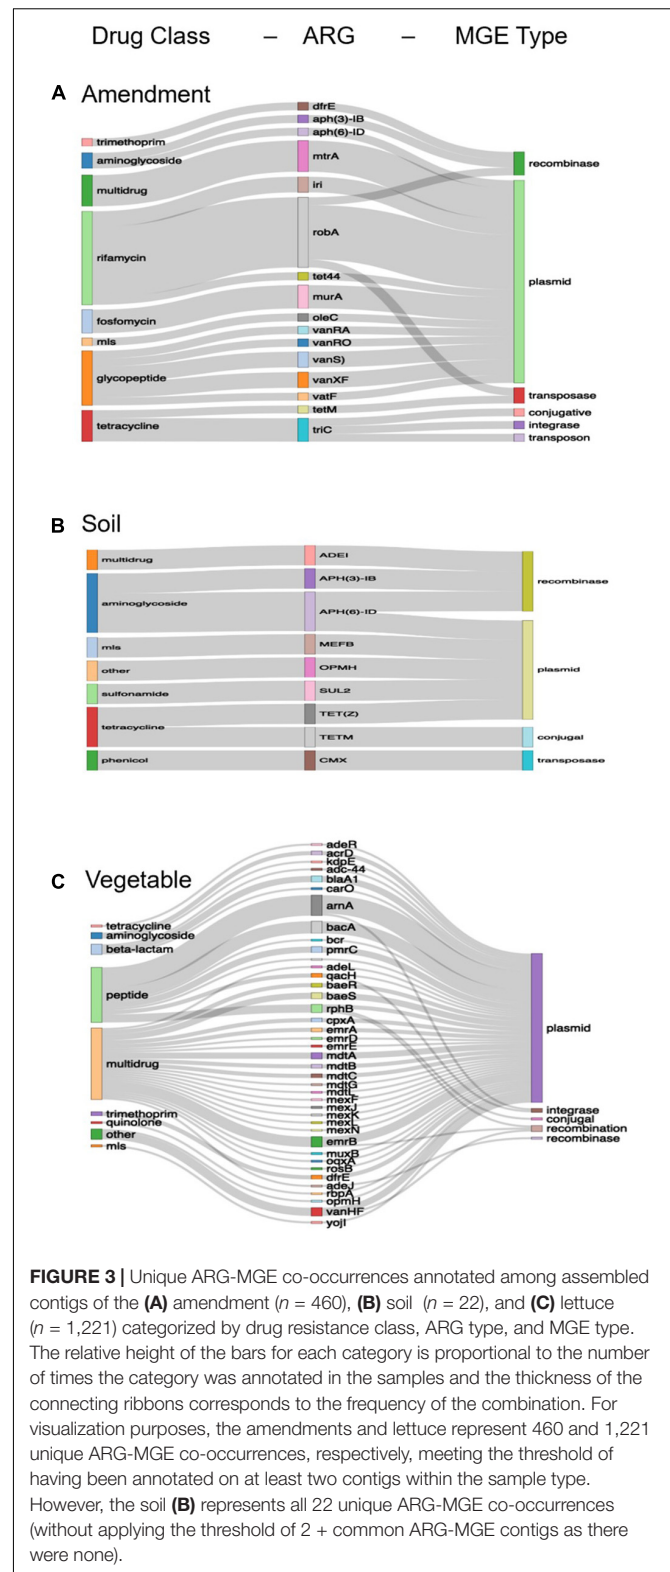 Drug Class – ARG – MGE Type
A Amendment
dfrE
aph(3)-IB
aph(6)-ID
trimethoprim
aminoglycoside
mtrA
recombinase
multidrug
iri
robA
rifamycin
tet44
plasmid
murA
fosfomycin
oleC
vanRA
mls
vanRO
vanS)
glycopeptide
vanXF
vatF
transposase
tetM
conjugative
tetracycline
triC
integrase
transposon
B Soil
multidrug
ADEI
APH(3)-IB
recombinase
aminoglycoside
APH(6)-ID
mls
MEFB
other
OPMH
plasmid
sulfonamide
SUL2
TET(Z)
tetracycline
TETM
conjugal
phenicol
CMX
transposase
C Vegetable
adeR
acrD
kdpE
adc-44
blaA1
carO
arnA
tetracycline
aminoglycoside
beta-lactam
bacA
bcr
pmrC
adeL
qacH
baeR
baeS
peptide
rphB
cpxA
emrA
emrD
emrE
mdtA
mdtB
mdtC
mdtG
mdtL
multidrug
mexF
mexJ
mexK
mexL
mexN
emrB
muxB
oqxA
rosB
dfrE
adeJ
rbpA
opmH
vanHF
yojI
plasmid
trimethoprim
quinolone
other
mls
integrase
conjugal
recombination
recombinase
FIGURE 3 | Unique ARG-MGE co-occurrences annotated among assembled
contigs of the (A) amendment (n = 460), (B) soil (n = 22), and (C) lettuce
(n = 1,221) categorized by drug resistance class, ARG type, and MGE type.
The relative height of the bars for each category is proportional to the number
of times the category was annotated in the samples and the thickness of the
connecting ribbons corresponds to the frequency of the combination. For
visualization purposes, the amendments and lettuce represent 460 and 1,221
unique ARG-MGE co-occurrences, respectively, meeting the threshold of
having been annotated on at least two contigs within the sample type.
However, the soil (B) represents all 22 unique ARG-MGE co-occurrences
(without applying the threshold of 2 + common ARG-MGE contigs as there
were none).